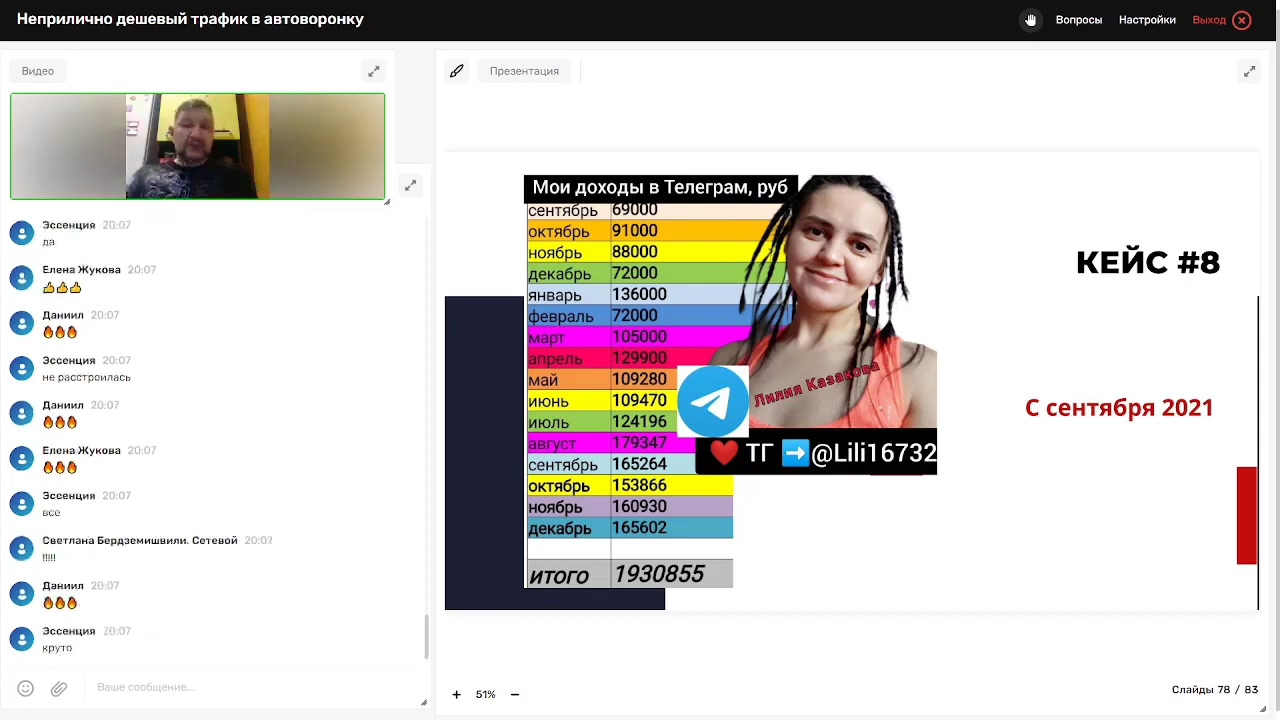 Неприлично дешевый трафик в автоворонку
Вопросы
Настройки
Выход
Видео
Эссенция 20:07
да
Елена Жукова 20:07
Даниил 20:07
Эссенция 20:07
не расстроилась
Даниил 20:07
Елена Жукова 20:07
Эссенция 20:07
все
Светлана Бердземишвили. Сетевой 20:07
!!!!!
Даниил 20:07
Эссенция 20:07
круто
Ваше сообщение...
Презентация
Мои доходы в Телеграм, руб
сентябрь 69000
октябрь 91000
ноябрь 88000
декабрь 72000
январь 136000
февраль 72000
март 105000
апрель 129900
май 109280
июнь 109470
июль 124196
август 179347
сентябрь 165264
октябрь 153866
ноябрь 160930
декабрь 165602
итого 1930855
Лилия Казакова
ТГ @Lili16732
КЕЙС #8
С сентября 2021
+ 51% −
Слайды 78 / 83